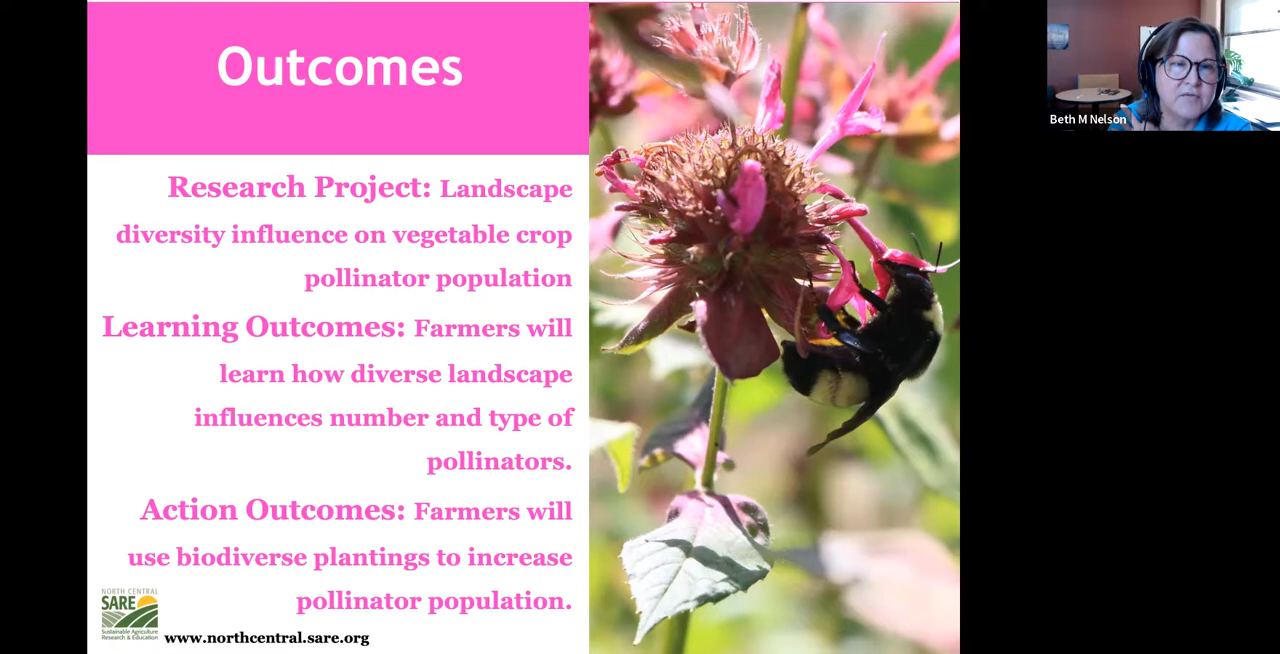 Outcomes
Research Project: Landscape
diversity influence on vegetable crop
pollinator population
Learning Outcomes: Farmers will
learn how diverse landscape
influences number and type of
pollinators.
Action Outcomes: Farmers will
use biodiverse plantings to increase
pollinator population.
NORTH CENTRAL
SARE
Sustainable Agriculture
Research & Education
www.northcentral.sare.org
Beth M Nelson